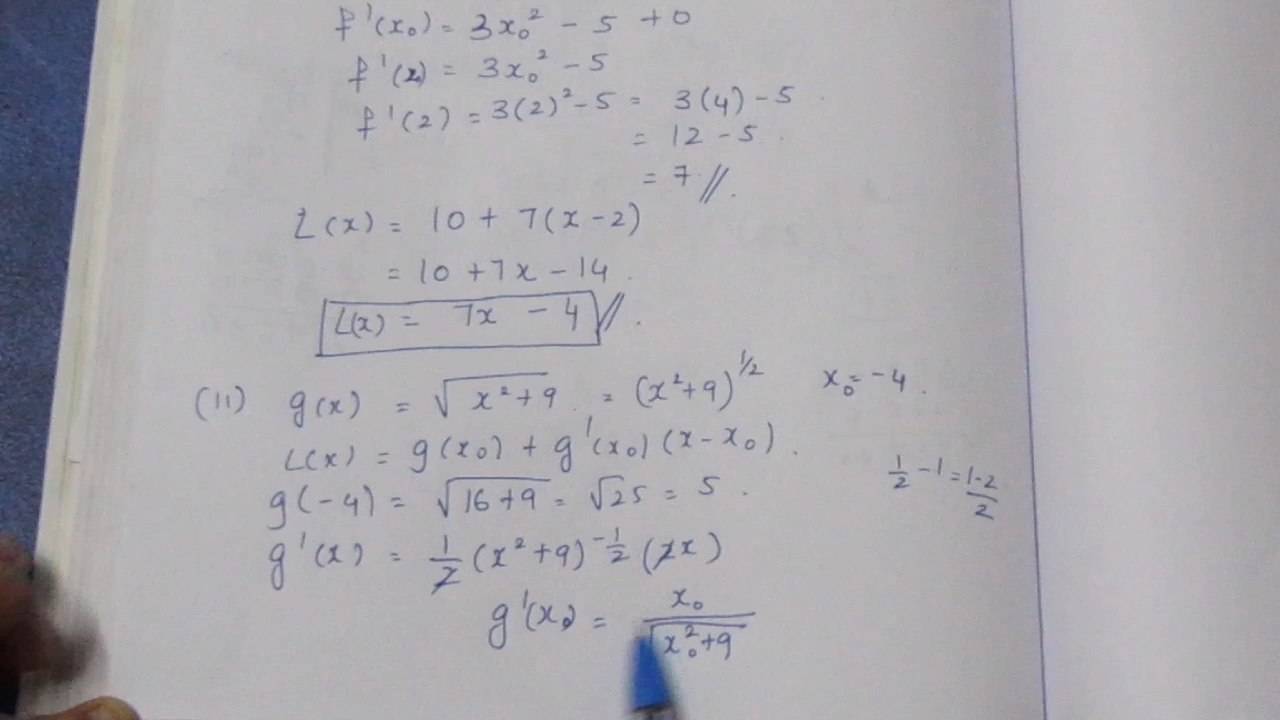 f'(x₀) = 3x₀² - 5 + 0
f'(x) = 3x₀² - 5
f'(2) = 3(2)² - 5 = 3(4) - 5
= 12 - 5
= 7 //.
L(x) = 10 + 7(x - 2)
= 10 + 7x - 14.
L(x) = 7x - 4 //.
(11) g(x) = √(x² + 9) = (x² + 9)^1/2 x₀ = -4.
L(x) = g(x₀) + g'(x₀) (x - x₀).
g(-4) = √(16 + 9) = √25 = 5.
1/2 - 1 = (1-2)/2
g'(x) = 1/2 (x² + 9)^-1/2 (2x)
g'(x₀) = x₀/√(x₀² + 9)